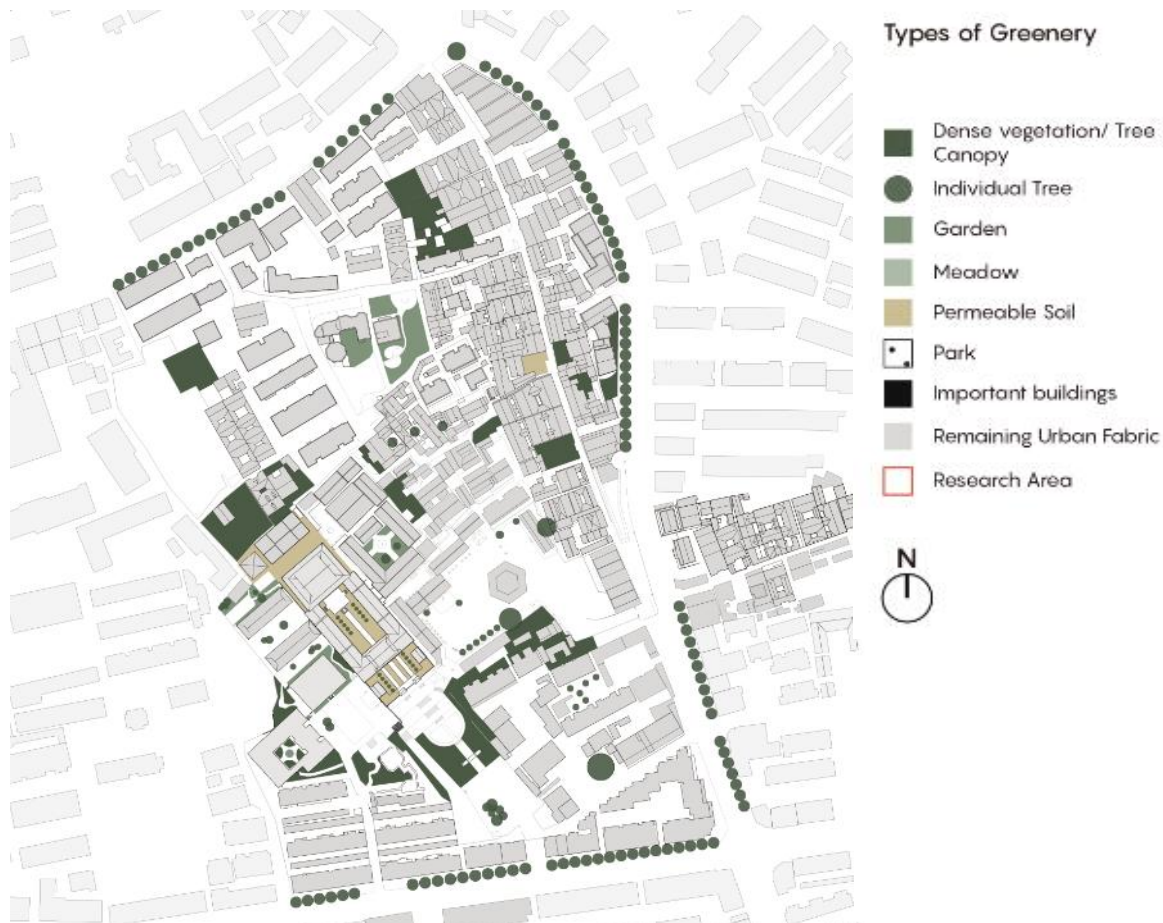 Types of Greenery
Dense vegetation/ Tree
Canopy
Individual Tree
Garden
Meadow
Permeable Soil
Park
Important buildings
Remaining Urban Fabric
Research Area
N